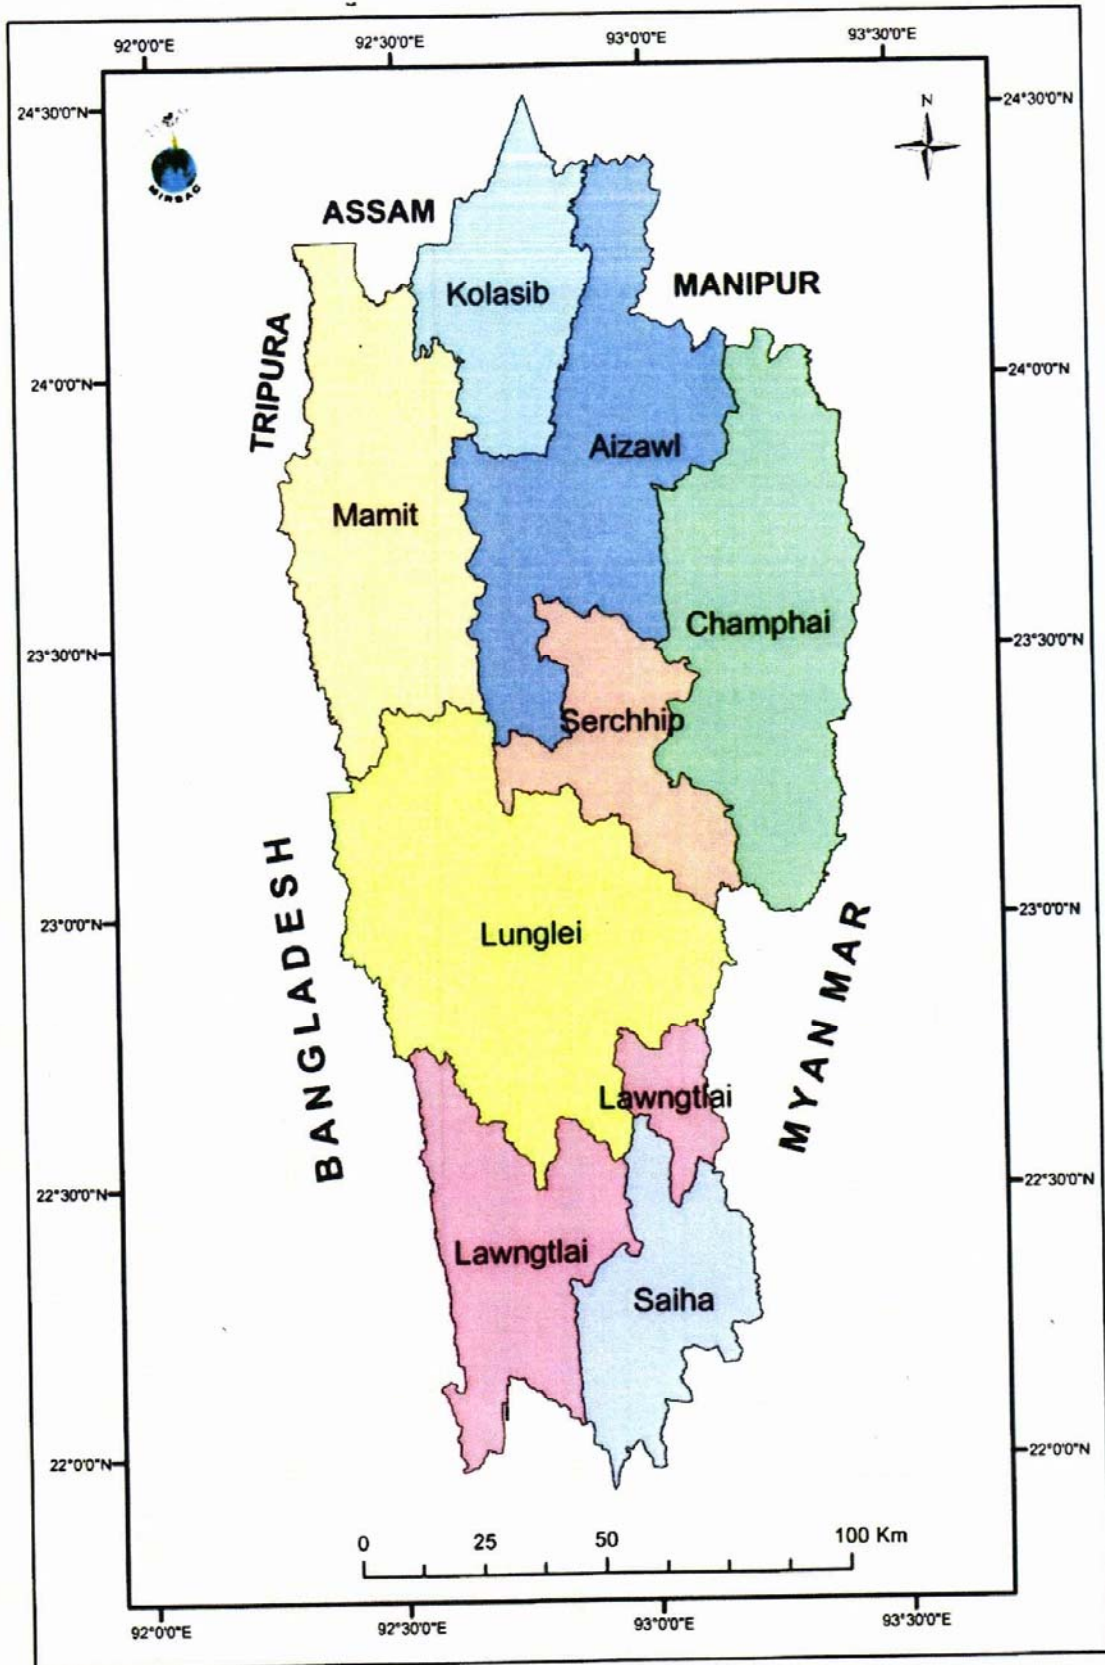 92°0'0"E 92°30'0"E 93°0'0"E 93°30'0"E
24°30'0"N 24°30'0"N
N
MIRSAC
ASSAM
MANIPUR
Kolasib
TRIPURA
24°0'0"N 24°0'0"N
Aizawl
Mamit
Champhai
23°30'0"N 23°30'0"N
Serchhip
BANGLADESH
23°0'0"N 23°0'0"N
Lunglei
MYANMAR
Lawngtlai
22°30'0"N 22°30'0"N
Lawngtlai
Saiha
22°0'0"N 22°0'0"N
0 25 50 100 Km
92°0'0"E 92°30'0"E 93°0'0"E 93°30'0"E